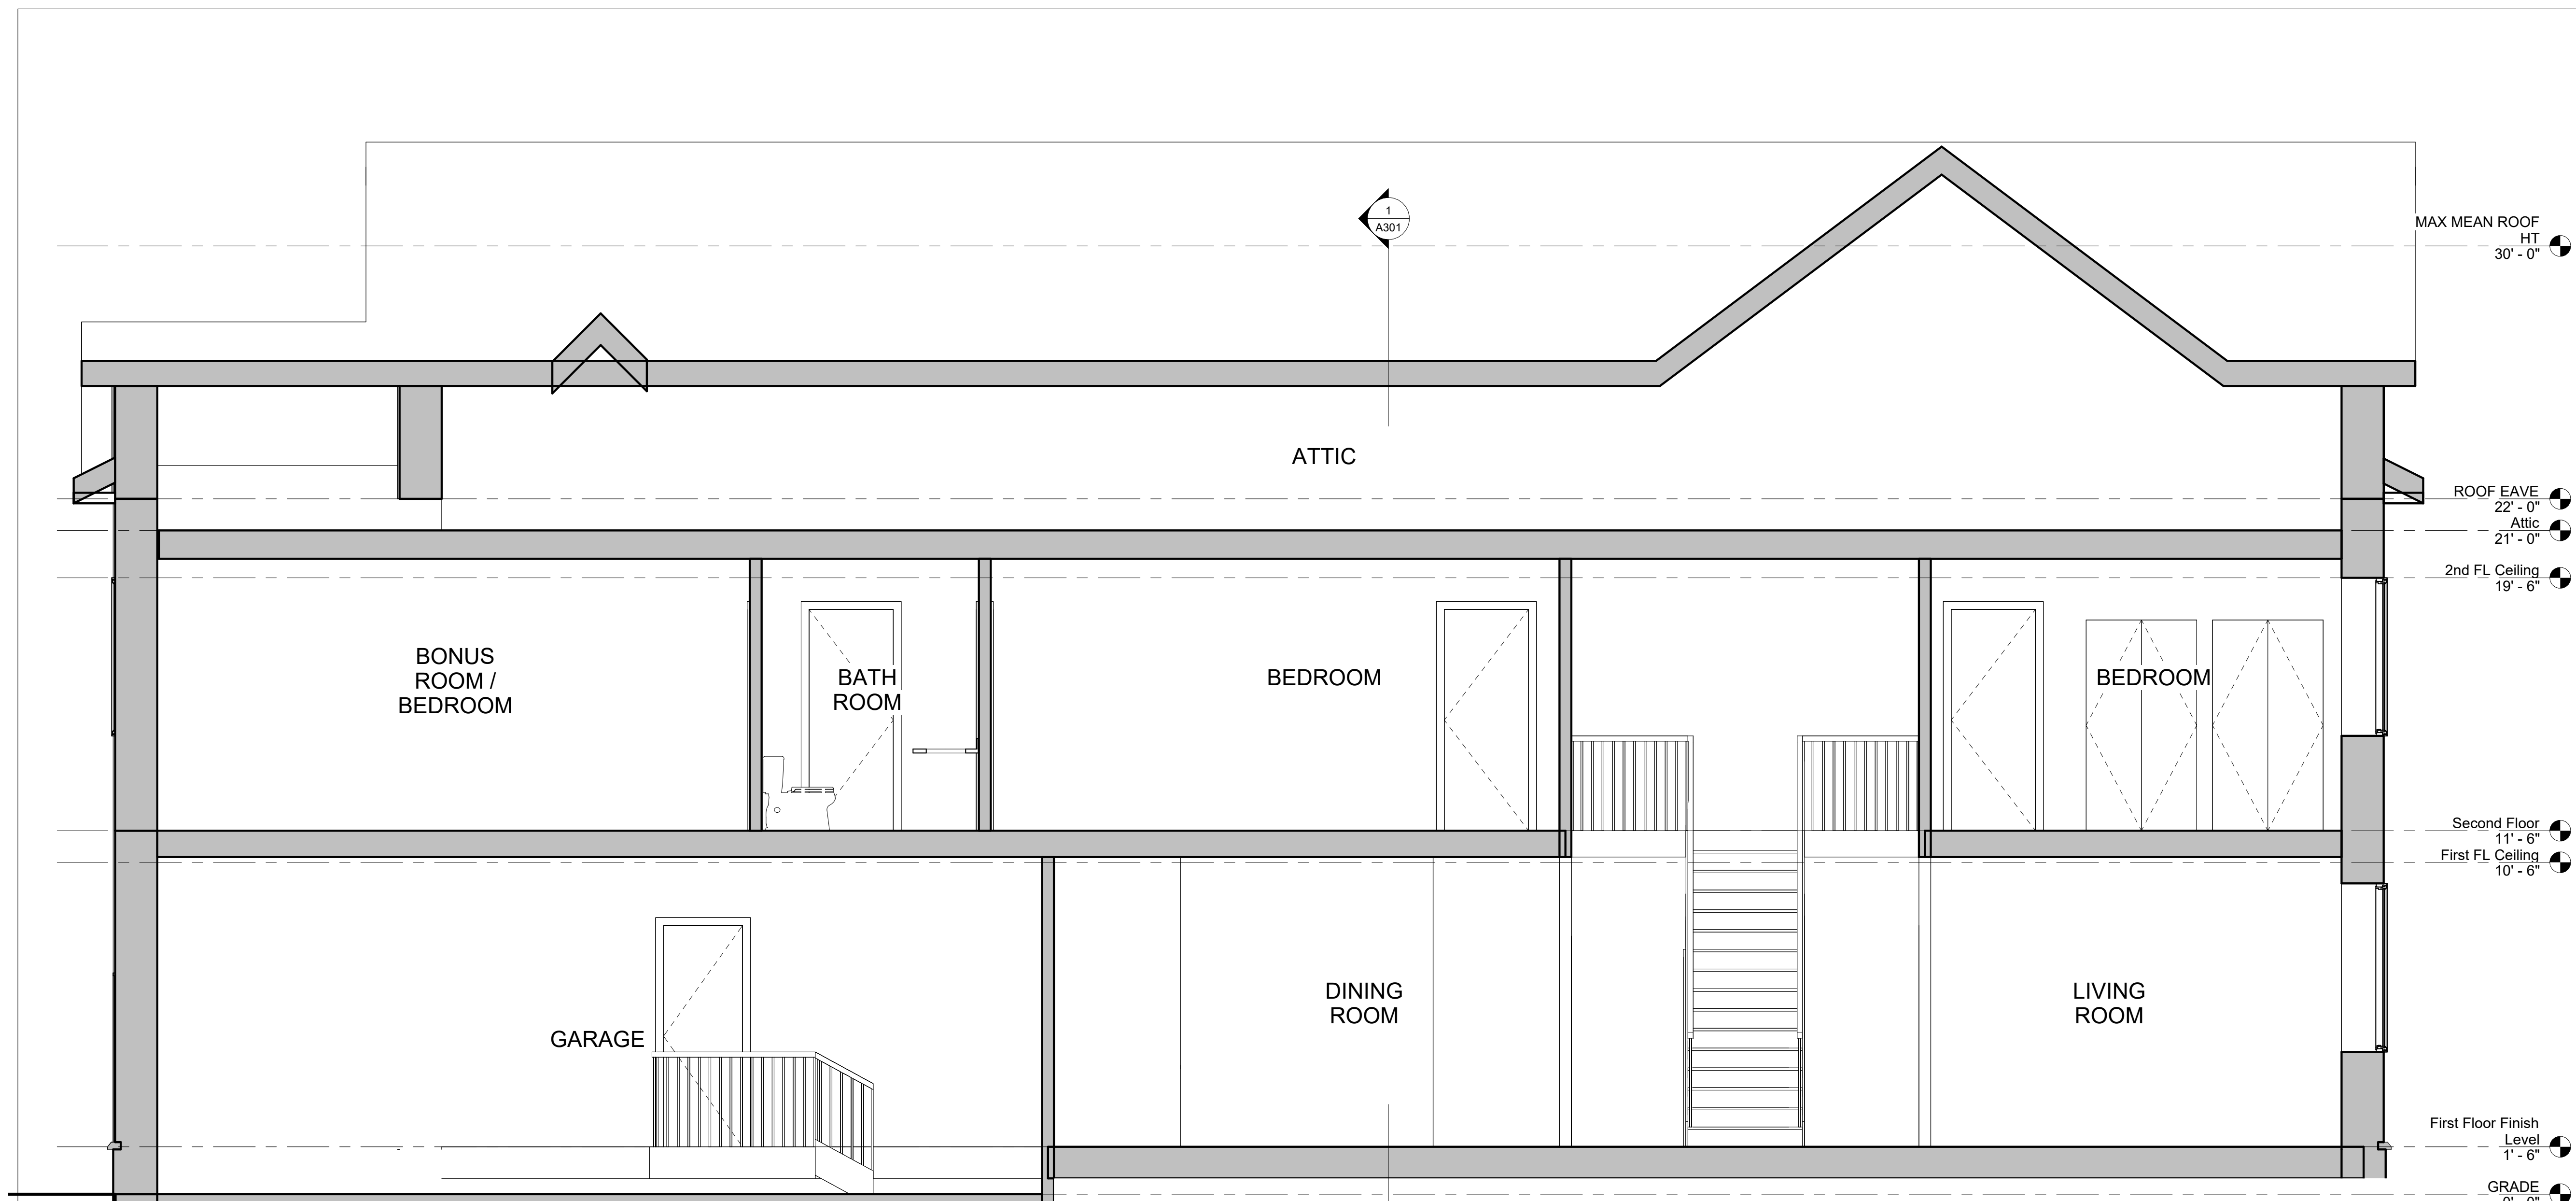 1
A301
MAX MEAN ROOF
HT
30' - 0"
ATTIC
ROOF EAVE
22' - 0"
Attic
21' - 0"
2nd FL Ceiling
19' - 6"
BONUS
ROOM /
BEDROOM
BATH
ROOM
BEDROOM
BEDROOM
Second Floor
11' - 6"
First FL Ceiling
10' - 6"
GARAGE
DINING
ROOM
LIVING
ROOM
First Floor Finish
Level
1' - 6"
GRADE